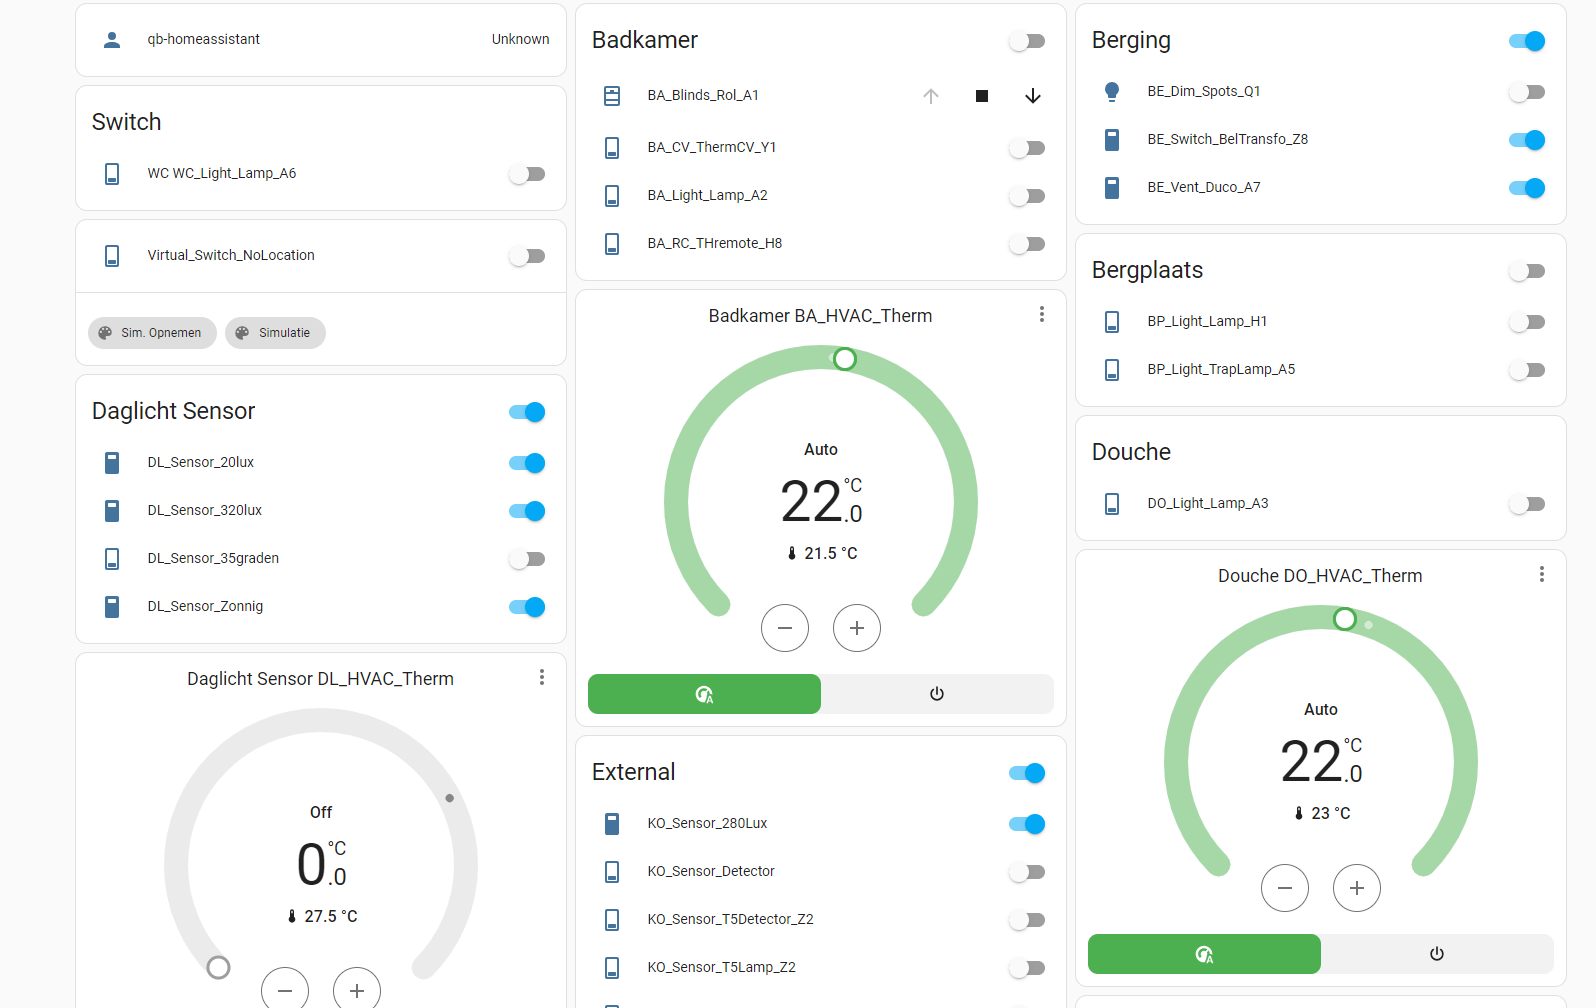 qb-homeassistant Unknown
Switch
WC WC_Light_Lamp_A6
Virtual_Switch_NoLocation
Sim. Opnemen Simulatie
Daglicht Sensor
DL_Sensor_20lux
DL_Sensor_320lux
DL_Sensor_35graden
DL_Sensor_Zonnig
Daglicht Sensor DL_HVAC_Therm
Off
0.0 °C
27.5 °C
Badkamer
BA_Blinds_Rol_A1
BA_CV_ThermCV_Y1
BA_Light_Lamp_A2
BA_RC_THremote_H8
Badkamer BA_HVAC_Therm
Auto
22.0 °C
21.5 °C
External
KO_Sensor_280Lux
KO_Sensor_Detector
KO_Sensor_T5Detector_Z2
KO_Sensor_T5Lamp_Z2
Berging
BE_Dim_Spots_Q1
BE_Switch_BelTransfo_Z8
BE_Vent_Duco_A7
Bergplaats
BP_Light_Lamp_H1
BP_Light_TrapLamp_A5
Douche
DO_Light_Lamp_A3
Douche DO_HVAC_Therm
Auto
22.0 °C
23 °C